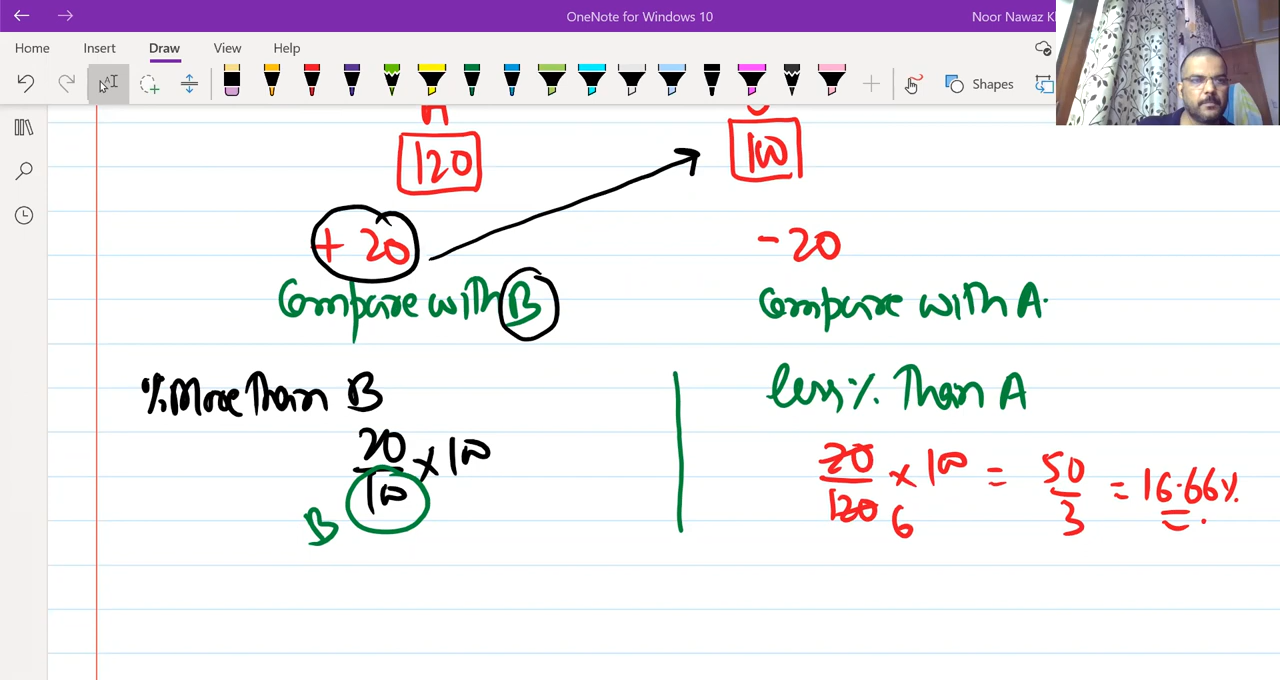 OneNote for Windows 10
Noor Nawaz Kh
Home Insert Draw View Help
Shapes
A
120 100
+ 20 - 20
Compare with B Compare with A.
% More Than B less % Than A
20/100 × 100 20/120 6 × 100 = 50/3 = 16.66%.
B